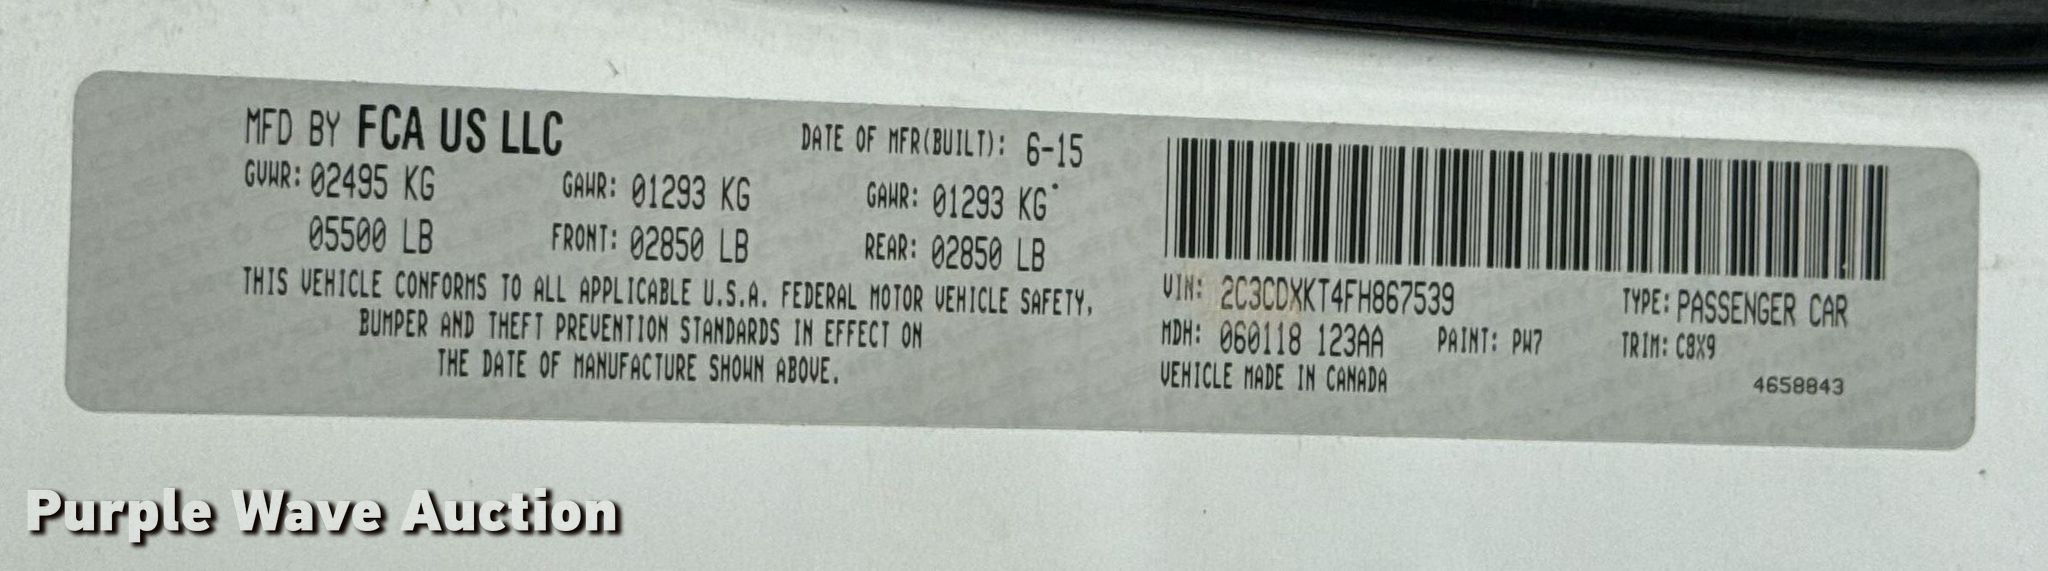 MFD BY FCA US LLC
DATE OF MFR(BUILT): 6-15
GVWR: 02495 KG
GAWR: 01293 KG
GAWR: 01293 KG
05500 LB
FRONT: 02850 LB
REAR: 02850 LB
THIS VEHICLE CONFORMS TO ALL APPLICABLE U.S.A. FEDERAL MOTOR VEHICLE SAFETY,
BUMPER AND THEFT PREVENTION STANDARDS IN EFFECT ON
THE DATE OF MANUFACTURE SHOWN ABOVE.
VIN: 2C3CDXKT4FH867539
TYPE: PASSENGER CAR
MDH: 060118 123AA
PAINT: PW7
TRIM: C8X9
VEHICLE MADE IN CANADA
4658843
Purple Wave Auction